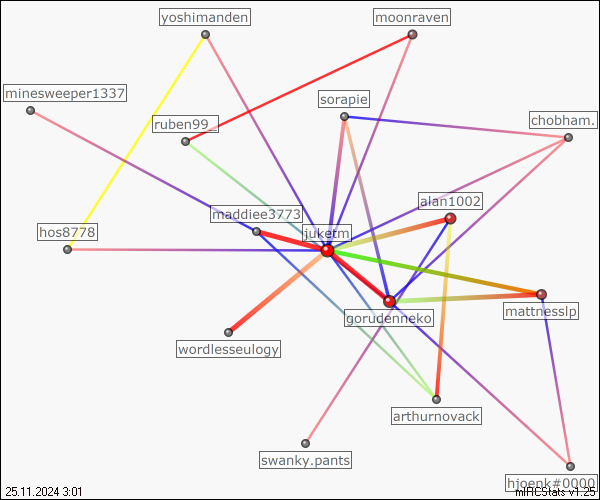 yoshimanden
moonraven
minesweeper1337
sorapie
ruben99_
chobham.
alan1002
maddiee3773
hos8778
juketm
mattnesslp
gorudenneko
wordlesseulogy
arthurnovack
swanky.pants
hjoenk#0000
25.11.2024 3:01
mIRCStats v1.25